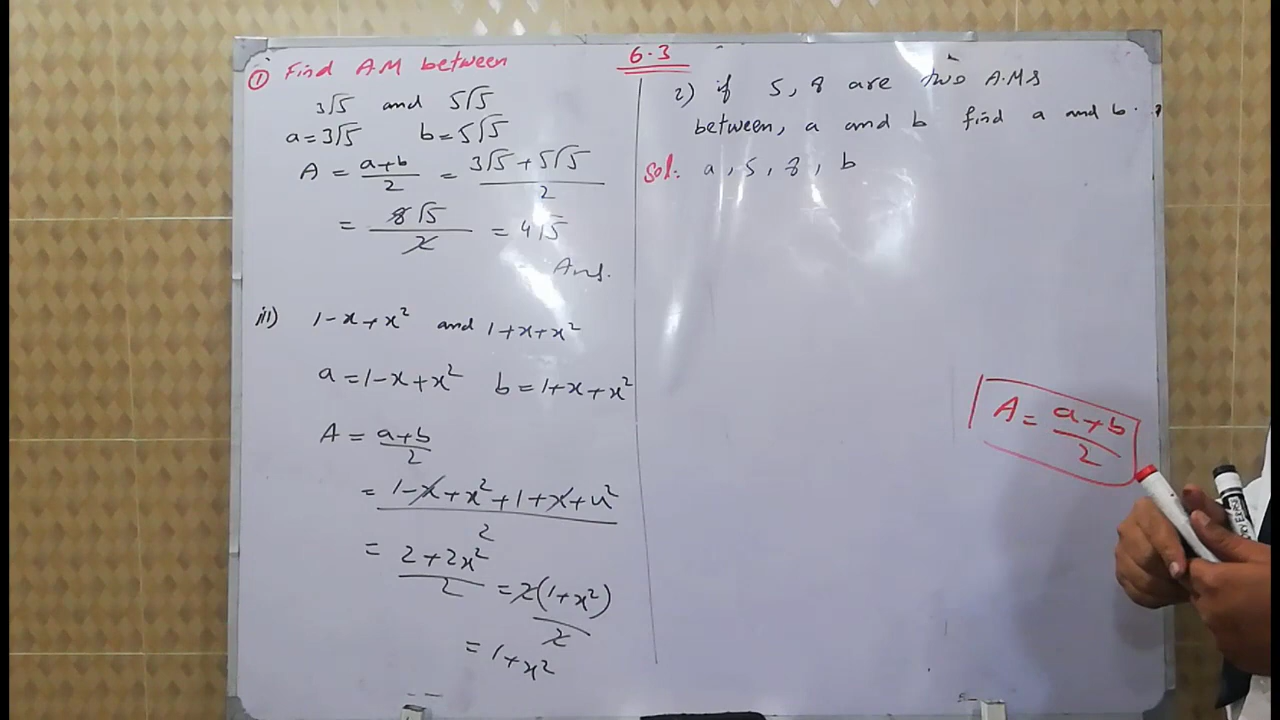 6.3
① Find A.M between
3√5 and 5√5
a=3√5 b=5√5
A = a+b/2 = 3√5+5√5/2
= 8√5/2 = 4√5
Ans.
iii) 1-x+x² and 1+x+x²
a=1-x+x² b=1+x+x²
A = a+b/2
= 1-x+x²+1+x+x²/2
= 2+2x²/2 = 2(1+x²)/2
= 1+x²
2) if 5, 8 are two A.MS
between, a and b find a and b.
Sol: a, 5, 8, b
A = a+b/2